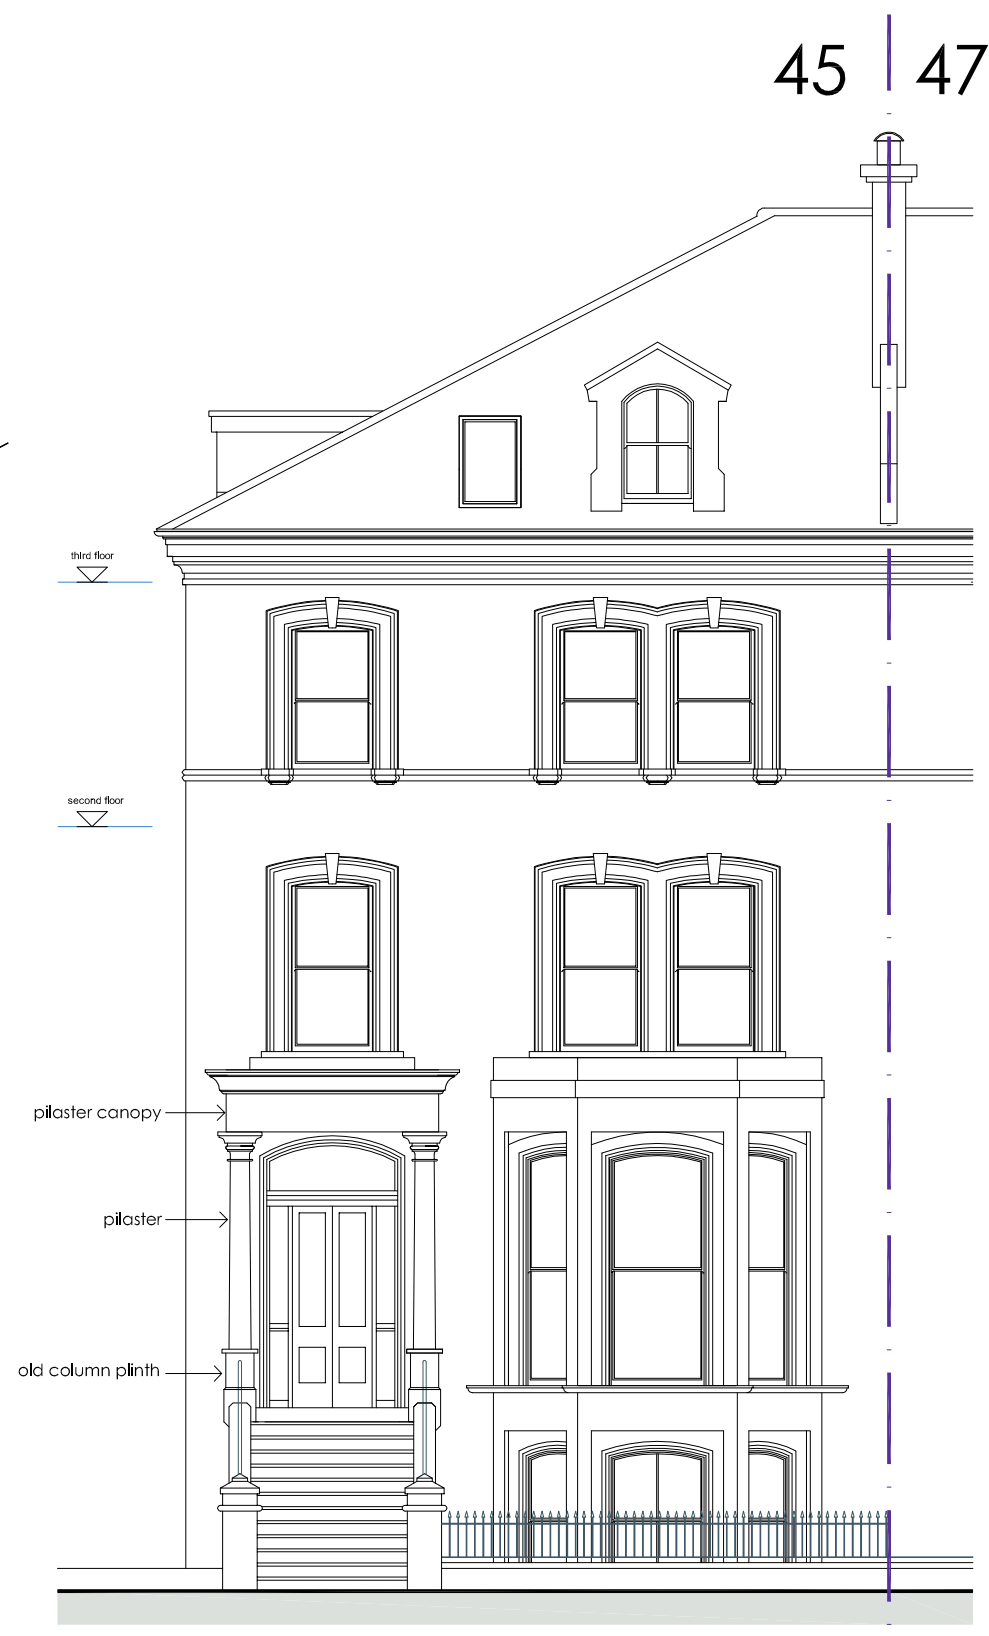 45
47
third floor
second floor
pilaster canopy
pilaster
old column plinth